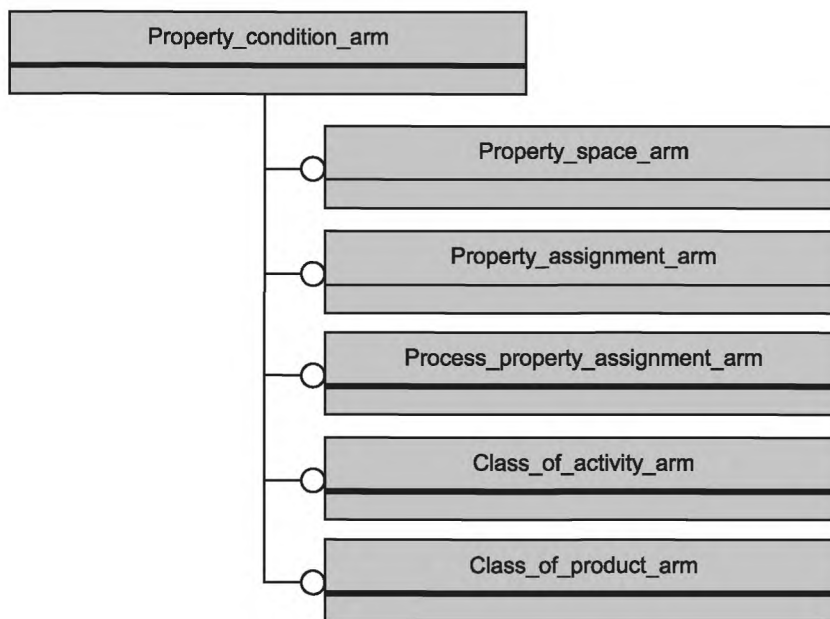 Property_condition_arm
Property_space_arm
Property_assignment_arm
Process_property_assignment_arm
Class_of_activity_arm
Class_of_product_arm